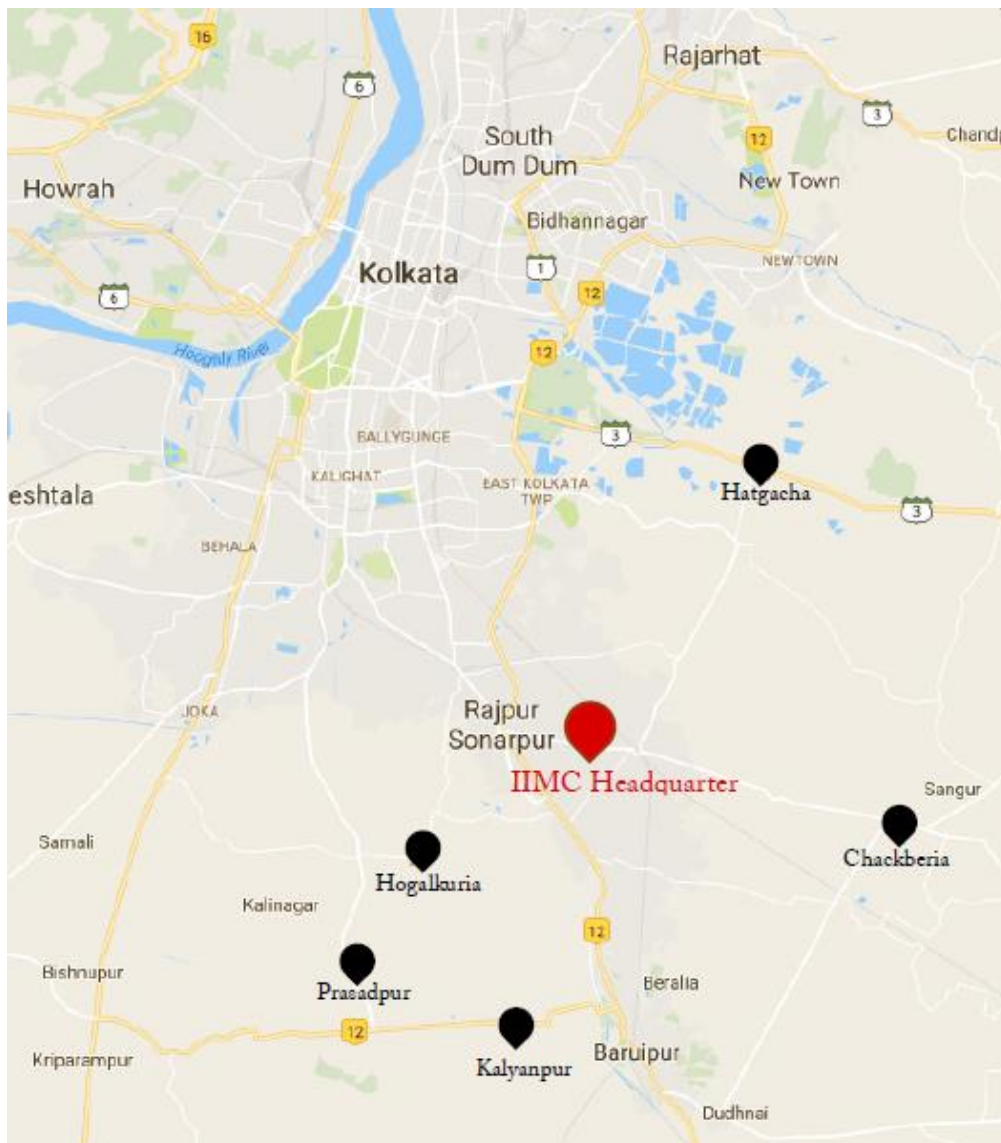 16
Rajarhat
6
3
South
Dum Dum
12
Chandp
Howrah
New Town
Bidhannagar
Kolkata
1
NEWTOWN
6
12
Hooghly River
12
BALLYGUNGE
3
KALIGHAT
EAST KOLKATA
TWP
Hatgacha
eshtala
3
BEHALA
JOKA
Rajpur
Sonarpur
IIMC Headquarter
Sangur
Samali
Chackberia
Hogalkuria
Kalinagar
12
Bishnupur
Prasadpur
Beralia
12
Kriparampur
Kalyanpur
Baruipur
Dudhnai